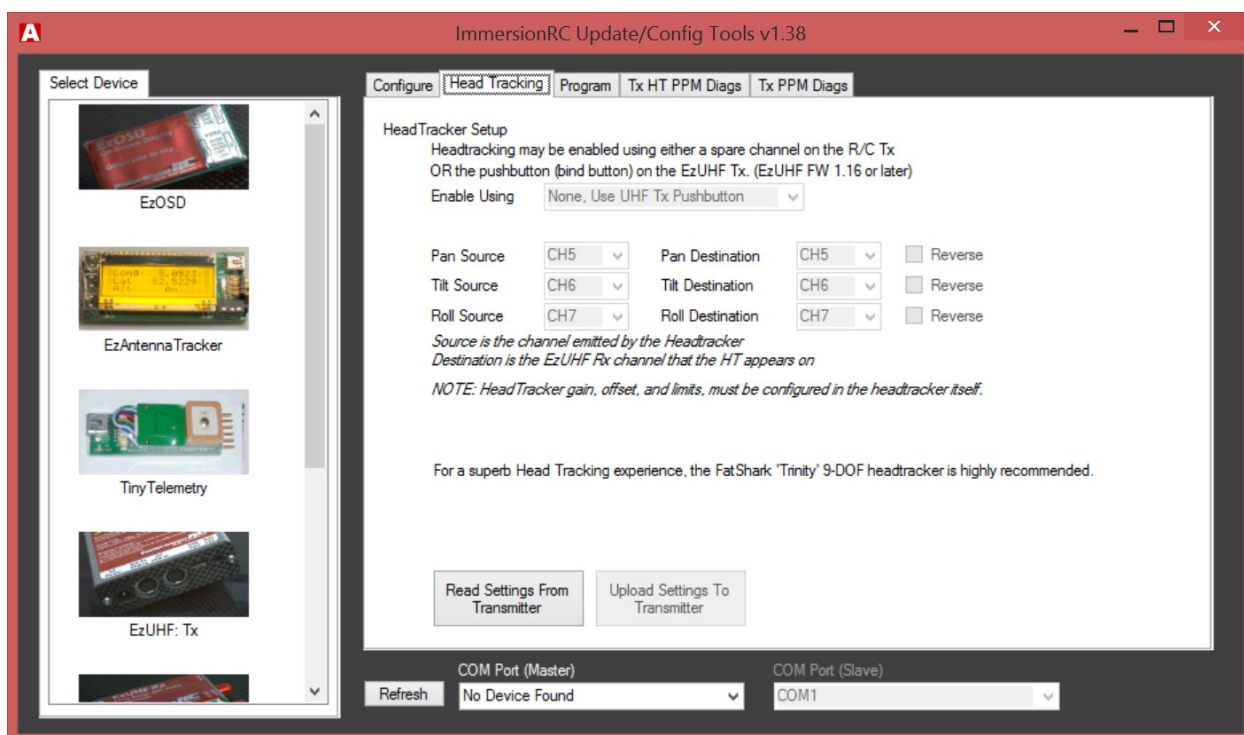 ImmersionRC Update/Config Tools v1.38
Select Device
EzOSD
EzAntennaTracker
TinyTelemetry
EzUHF: Tx
Configure
Head Tracking
Program
Tx HT PPM Diags
Tx PPM Diags
HeadTracker Setup
Headtracking may be enabled using either a spare channel on the R/C Tx
OR the pushbutton (bind button) on the EzUHF Tx. (EzUHF FW 1.16 or later)
Enable Using None, Use UHF Tx Pushbutton
Pan Source CH5 Pan Destination CH5 Reverse
Tilt Source CH6 Tilt Destination CH6 Reverse
Roll Source CH7 Roll Destination CH7 Reverse
Source is the channel emitted by the Headtracker
Destination is the EzUHF Rx channel that the HT appears on
NOTE: HeadTracker gain, offset, and limits, must be configured in the headtracker itself.
For a superb Head Tracking experience, the FatShark 'Trinity' 9-DOF headtracker is highly recommended.
Read Settings From
Transmitter
Upload Settings To
Transmitter
COM Port (Master)
COM Port (Slave)
Refresh
No Device Found
COM1